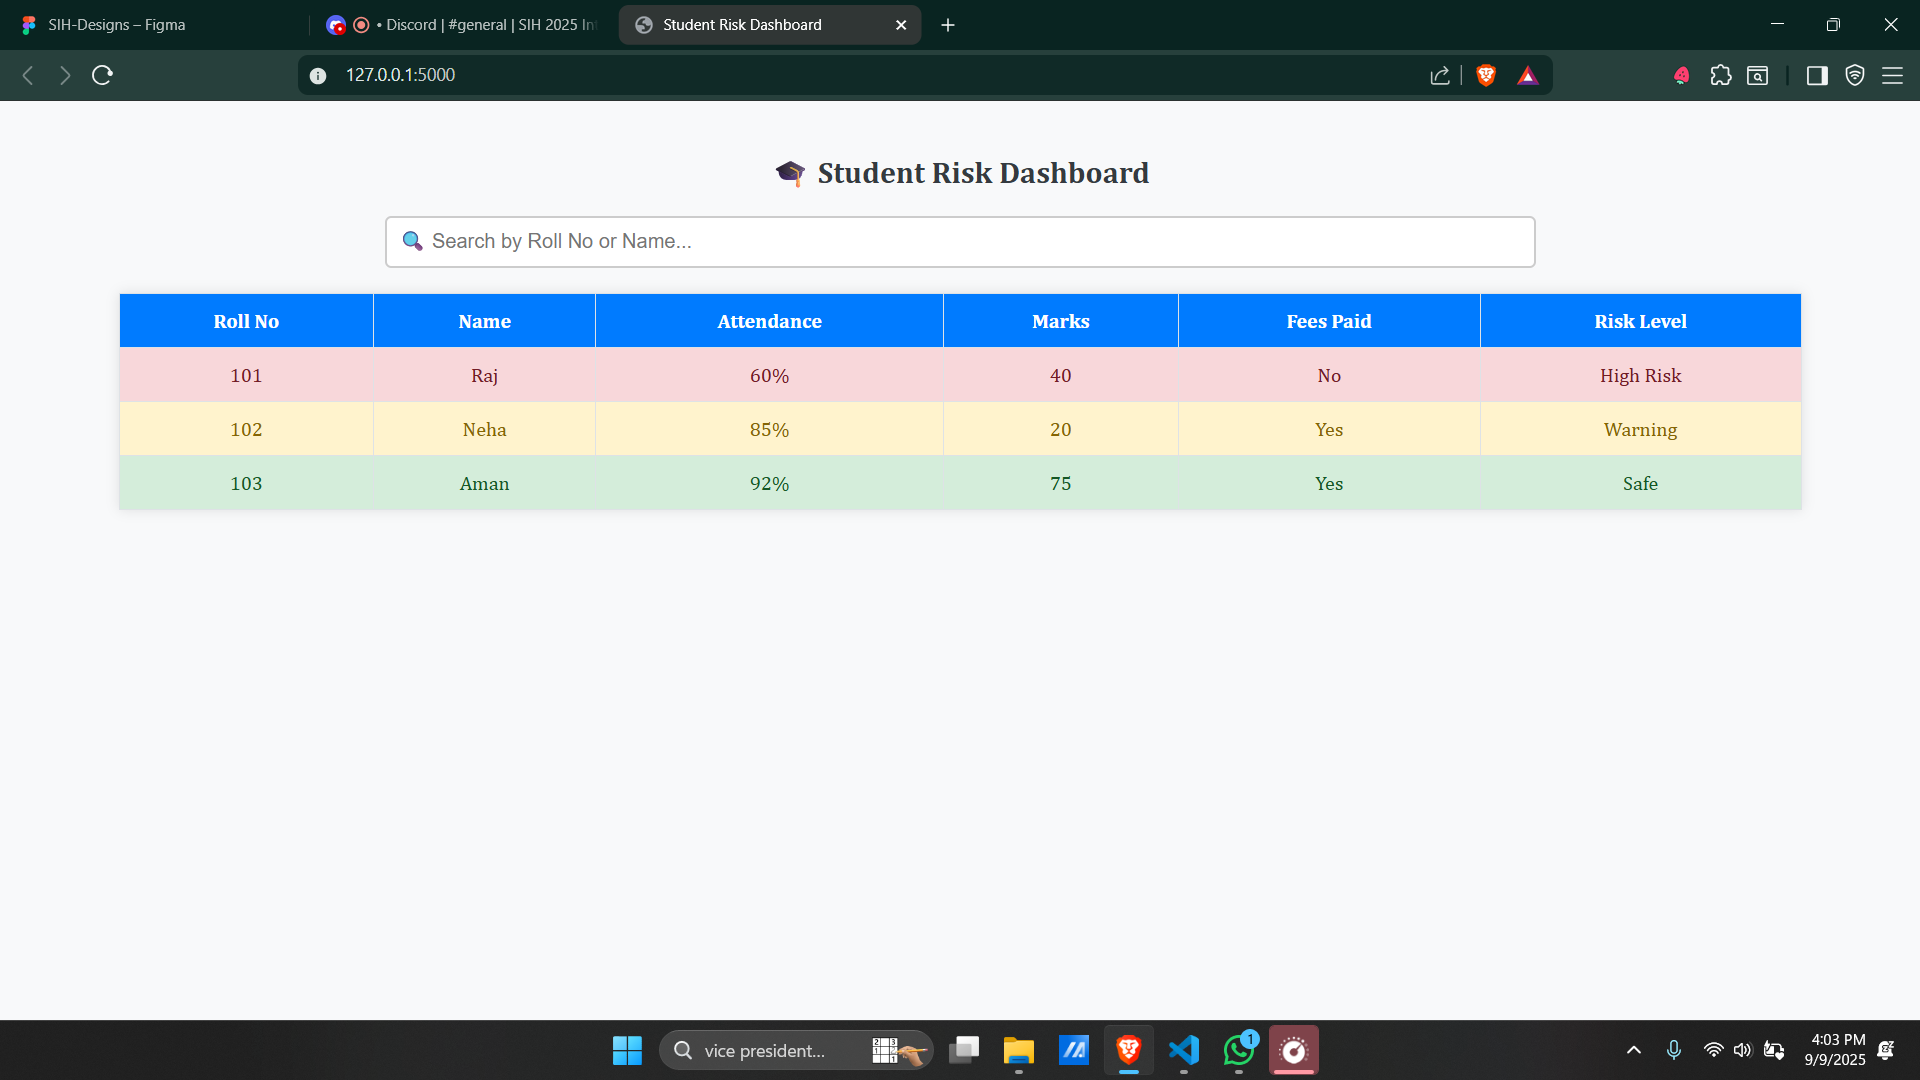 SIH-Designs – Figma
• Discord | #general | SIH 2025 In
Student Risk Dashboard
127.0.0.1:5000
Student Risk Dashboard
Search by Roll No or Name...
Roll No Name Attendance Marks Fees Paid Risk Level
101 Raj 60% 40 No High Risk
102 Neha 85% 20 Yes Warning
103 Aman 92% 75 Yes Safe
vice president...
1
4:03 PM
9/9/2025